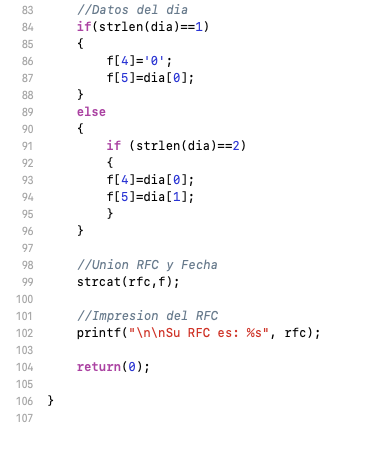 83 //Datos del dia
84 if(strlen(dia)==1)
85 {
86 f[4]='0';
87 f[5]=dia[0];
88 }
89 else
90 {
91 if (strlen(dia)==2)
92 {
93 f[4]=dia[0];
94 f[5]=dia[1];
95 }
96 }
97
98 //Union RFC y Fecha
99 strcat(rfc,f);
100
101 //Impresion del RFC
102 printf("\n\nSu RFC es: %s", rfc);
103
104 return(0);
105
106 }
107